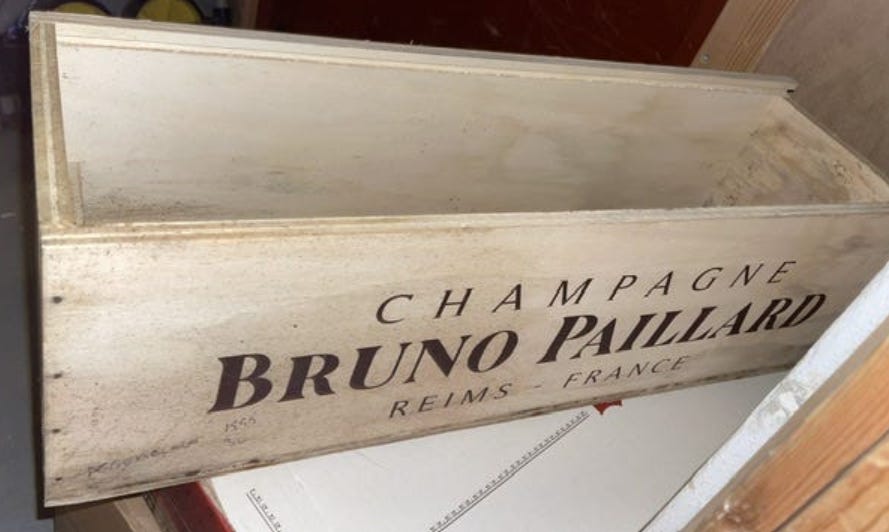 CHAMPAGNE
BRUNO PAILLARD
REIMS - FRANCE